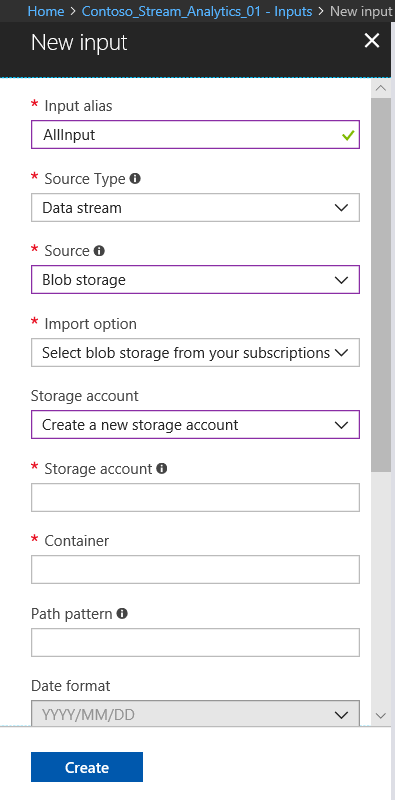 Home > Contoso_Stream_Analytics_01 - Inputs > New input
New input
* Input alias
AllInput
* Source Type
Data stream
* Source
Blob storage
* Import option
Select blob storage from your subscriptions
Storage account
Create a new storage account
* Storage account
* Container
Path pattern
Date format
YYYY/MM/DD
Create